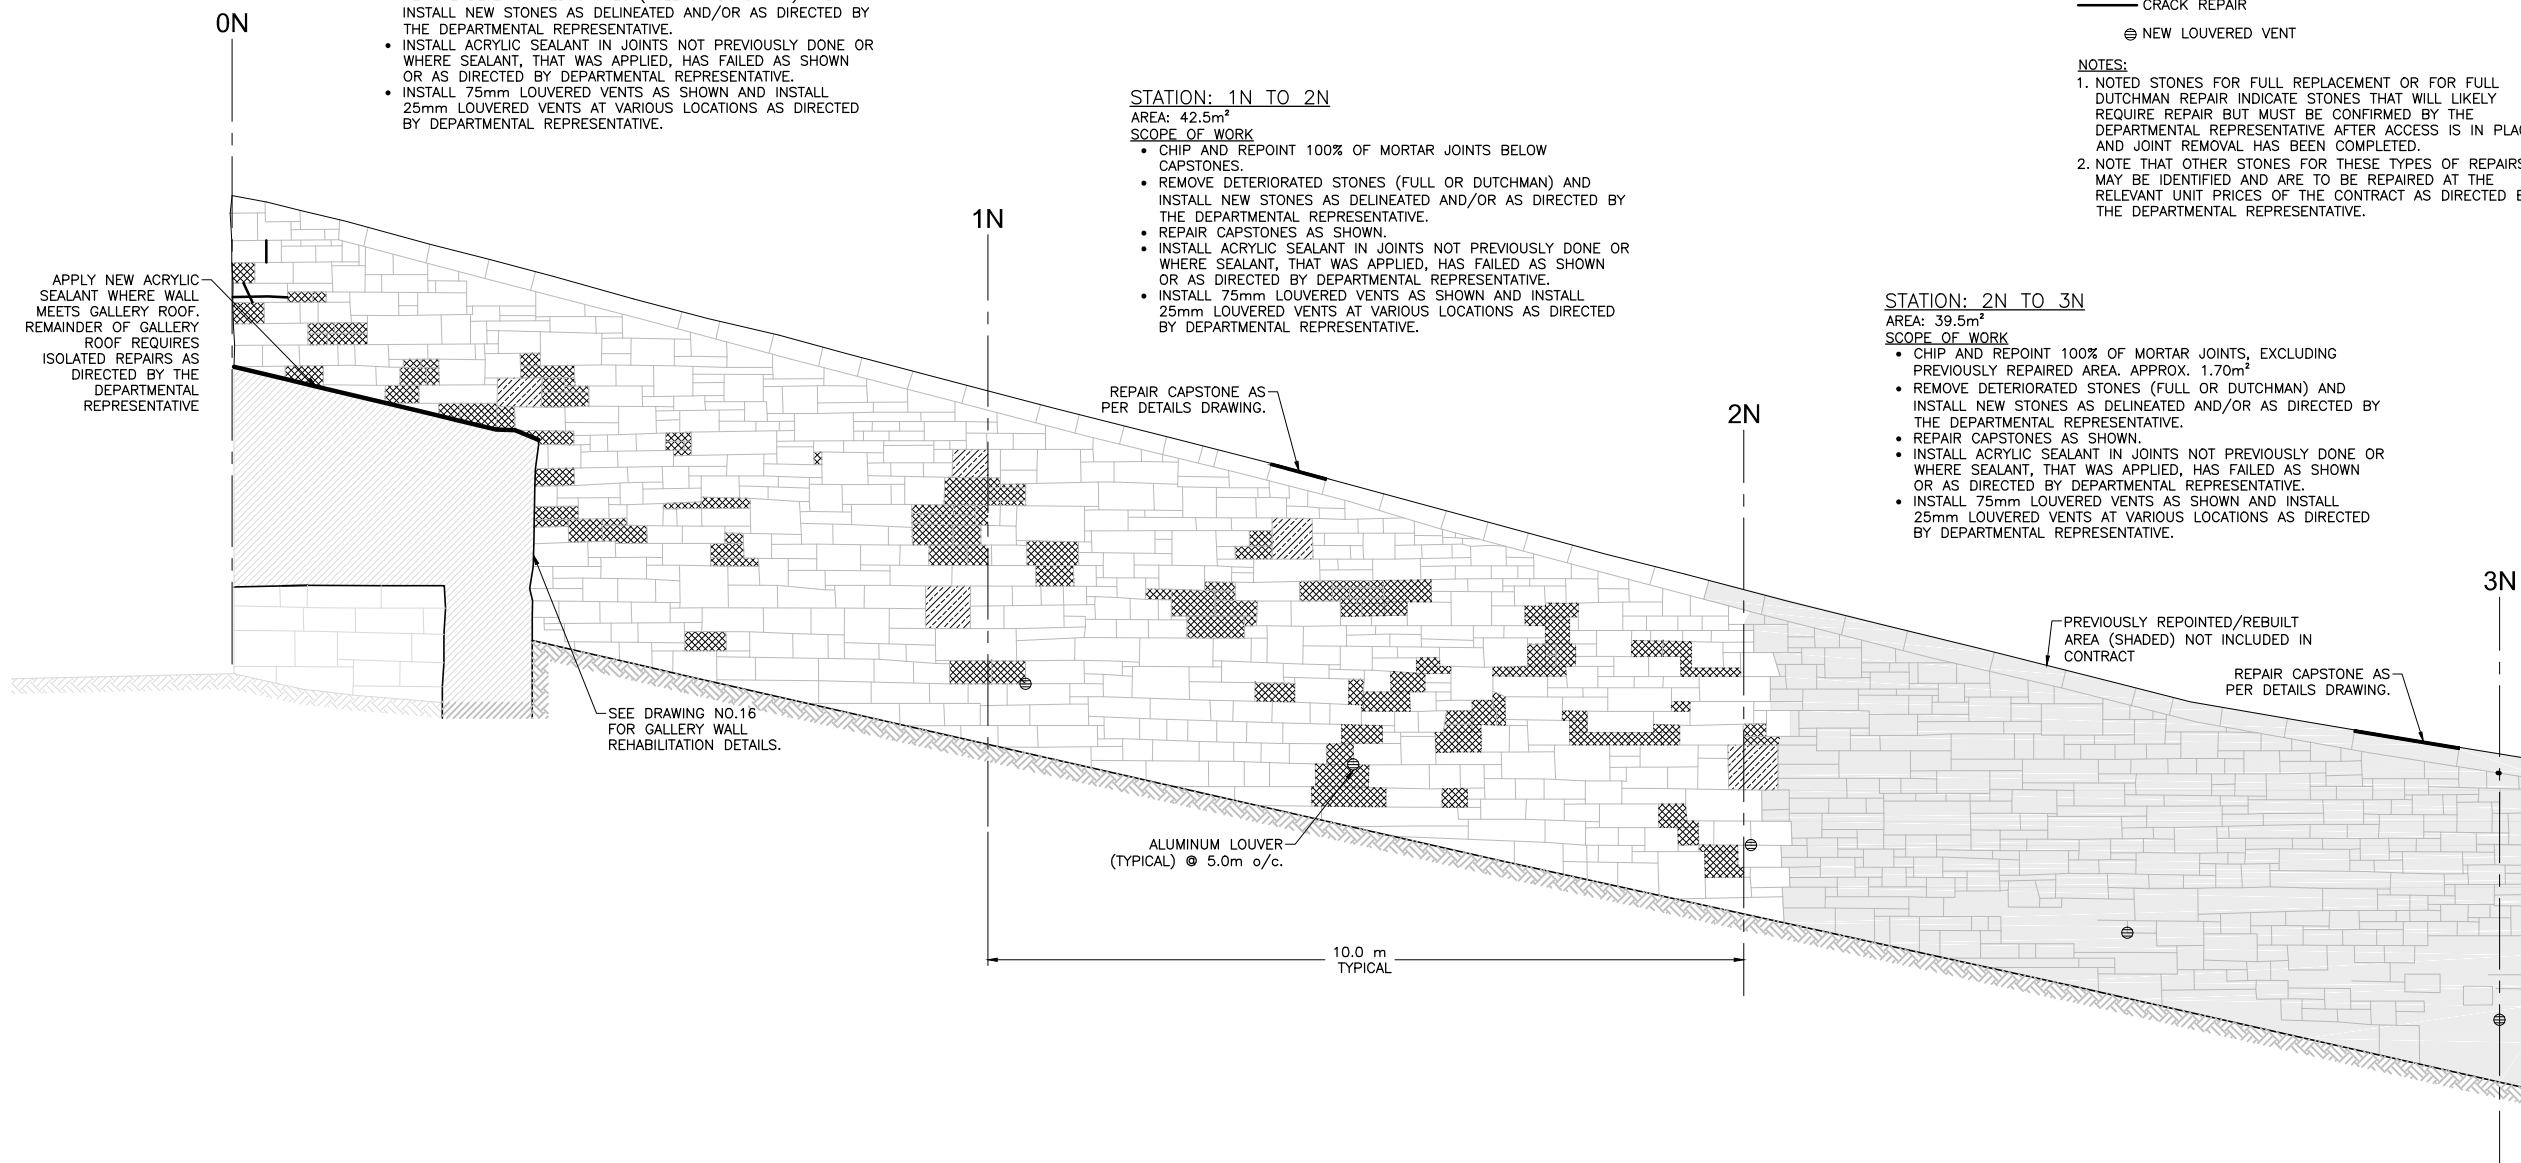 0N
INSTALL NEW STONES AS DELINEATED AND/OR AS DIRECTED BY
THE DEPARTMENTAL REPRESENTATIVE.
• INSTALL ACRYLIC SEALANT IN JOINTS NOT PREVIOUSLY DONE OR
WHERE SEALANT, THAT WAS APPLIED, HAS FAILED AS SHOWN
OR AS DIRECTED BY DEPARTMENTAL REPRESENTATIVE.
• INSTALL 75mm LOUVERED VENTS AS SHOWN AND INSTALL
25mm LOUVERED VENTS AT VARIOUS LOCATIONS AS DIRECTED
BY DEPARTMENTAL REPRESENTATIVE.
CRACK REPAIR
NEW LOUVERED VENT
NOTES:
1. NOTED STONES FOR FULL REPLACEMENT OR FOR FULL
DUTCHMAN REPAIR INDICATE STONES THAT WILL LIKELY
REQUIRE REPAIR BUT MUST BE CONFIRMED BY THE
DEPARTMENTAL REPRESENTATIVE AFTER ACCESS IS IN
AND JOINT REMOVAL HAS BEEN COMPLETED.
2. NOTE THAT OTHER STONES FOR THESE TYPES OF REPAIRS
MAY BE IDENTIFIED AND ARE TO BE REPAIRED AT THE
RELEVANT UNIT PRICES OF THE CONTRACT AS DIRECTED
THE DEPARTMENTAL REPRESENTATIVE.
STATION: 1N TO 2N
AREA: 42.5m²
SCOPE OF WORK
• CHIP AND REPOINT 100% OF MORTAR JOINTS BELOW
CAPSTONES.
• REMOVE DETERIORATED STONES (FULL OR DUTCHMAN) AND
INSTALL NEW STONES AS DELINEATED AND/OR AS DIRECTED BY
THE DEPARTMENTAL REPRESENTATIVE.
• REPAIR CAPSTONES AS SHOWN.
• INSTALL ACRYLIC SEALANT IN JOINTS NOT PREVIOUSLY DONE OR
WHERE SEALANT, THAT WAS APPLIED, HAS FAILED AS SHOWN
OR AS DIRECTED BY DEPARTMENTAL REPRESENTATIVE.
• INSTALL 75mm LOUVERED VENTS AS SHOWN AND INSTALL
25mm LOUVERED VENTS AT VARIOUS LOCATIONS AS DIRECTED
BY DEPARTMENTAL REPRESENTATIVE.
1N
APPLY NEW ACRYLIC
SEALANT WHERE WALL
MEETS GALLERY ROOF.
REMAINDER OF GALLERY
ROOF REQUIRES
ISOLATED REPAIRS AS
DIRECTED BY THE
DEPARTMENTAL
REPRESENTATIVE
STATION: 2N TO 3N
AREA: 39.5m²
SCOPE OF WORK
• CHIP AND REPOINT 100% OF MORTAR JOINTS, EXCLUDING
PREVIOUSLY REPAIRED AREA. APPROX. 1.70m²
• REMOVE DETERIORATED STONES (FULL OR DUTCHMAN) AND
INSTALL NEW STONES AS DELINEATED AND/OR AS DIRECTED BY
THE DEPARTMENTAL REPRESENTATIVE.
• REPAIR CAPSTONES AS SHOWN.
• INSTALL ACRYLIC SEALANT IN JOINTS NOT PREVIOUSLY DONE OR
WHERE SEALANT, THAT WAS APPLIED, HAS FAILED AS SHOWN
OR AS DIRECTED BY DEPARTMENTAL REPRESENTATIVE.
• INSTALL 75mm LOUVERED VENTS AS SHOWN AND INSTALL
25mm LOUVERED VENTS AT VARIOUS LOCATIONS AS DIRECTED
BY DEPARTMENTAL REPRESENTATIVE.
REPAIR CAPSTONE AS
PER DETAILS DRAWING.
2N
3N
PREVIOUSLY REPOINTED/REBUILT
AREA (SHADED) NOT INCLUDED IN
CONTRACT
REPAIR CAPSTONE AS
PER DETAILS DRAWING.
SEE DRAWING NO.16
FOR GALLERY WALL
REHABILITATION DETAILS.
ALUMINUM LOUVER
(TYPICAL) @ 5.0m o/c.
10.0 m
TYPICAL